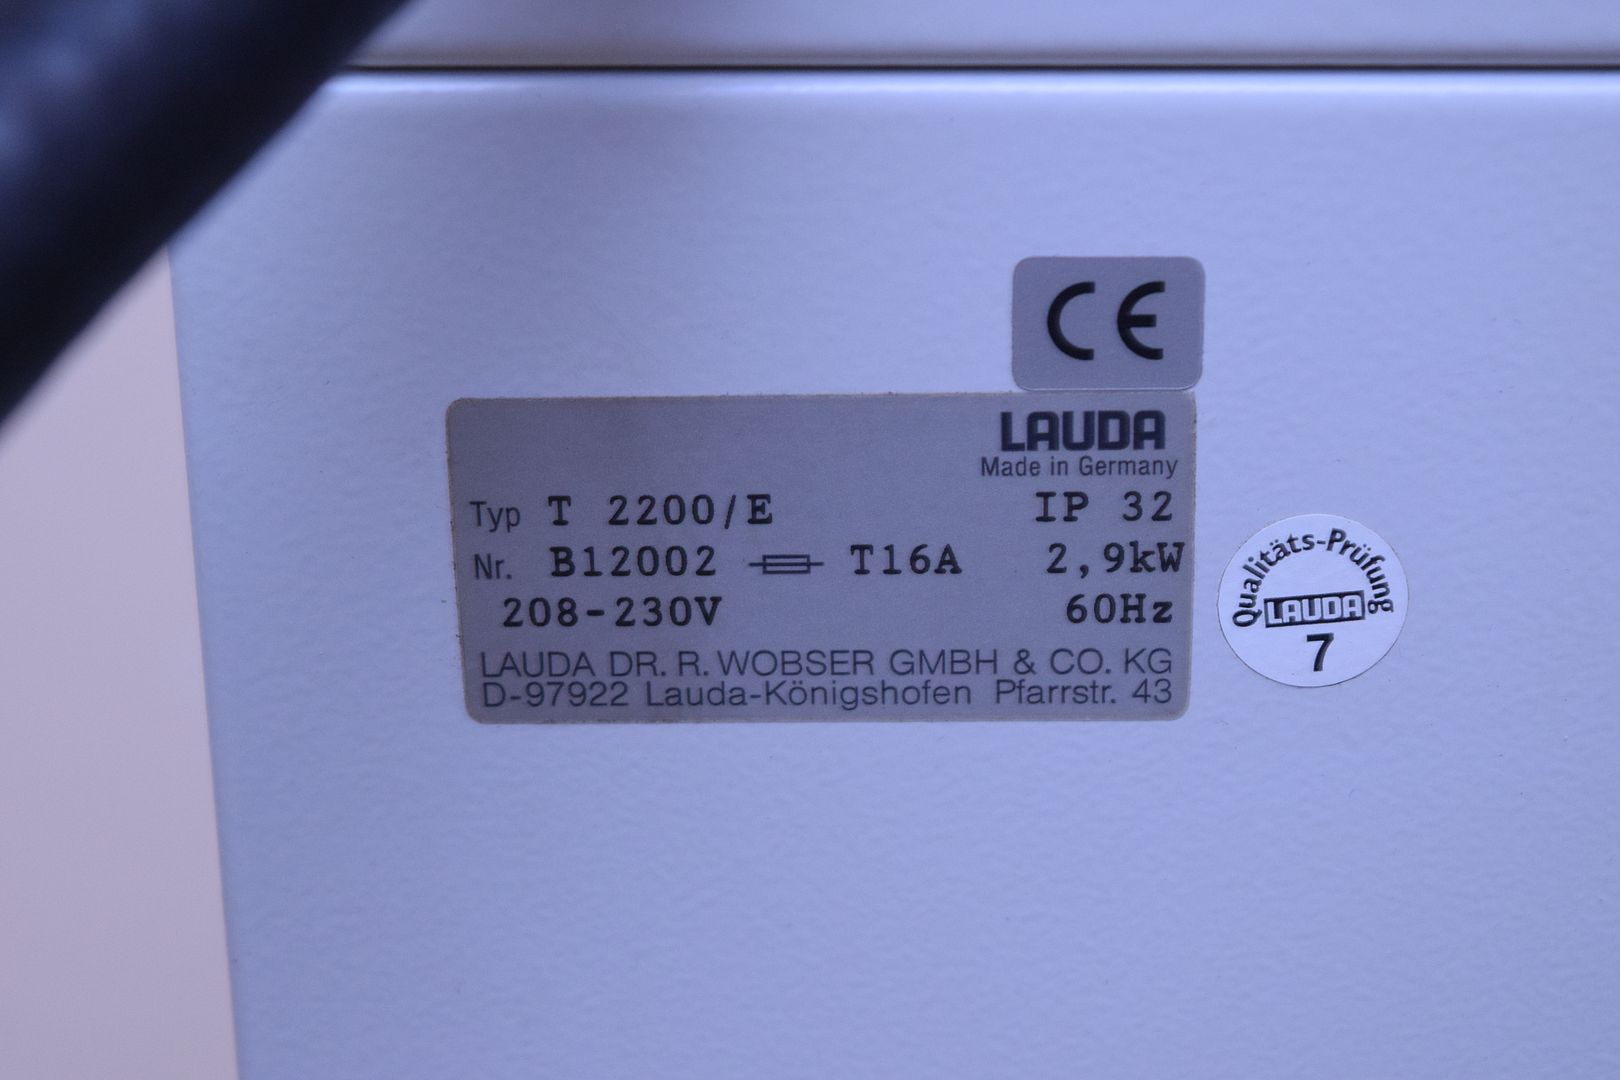 CE
LAUDA
Made in Germany
Typ T 2200/E IP 32
Nr. B12002 T16A 2,9kW
208-230V 60Hz
LAUDA DR. R. WOBSER GMBH & CO. KG
D-97922 Lauda-Königshofen Pfarrstr. 43
Qualitäts-Prüfung
LAUDA
7